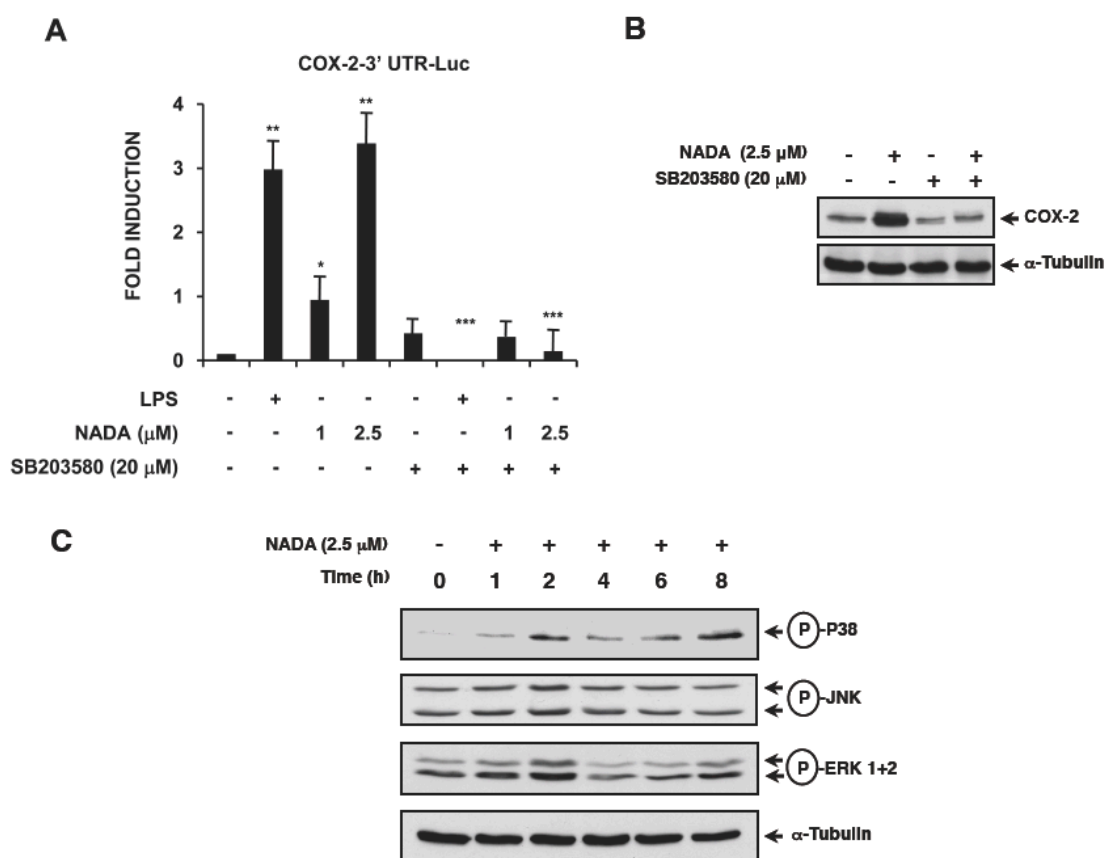 A
COX-2-3' UTR-Luc
FOLD INDUCTION
4
3
2
1
0
** * ** *** ***
LPS - + - - - + - -
NADA (μM) - - 1 2.5 - - 1 2.5
SB203580 (20 μM) - - - - + + + +
B
NADA (2.5 μM) - + - +
SB203580 (20 μM) - - + +
COX-2
α-Tubulin
C
NADA (2.5 μM) - + + + + +
Time (h) 0 1 2 4 6 8
P-P38
P-JNK
P-ERK 1+2
α-Tubulin